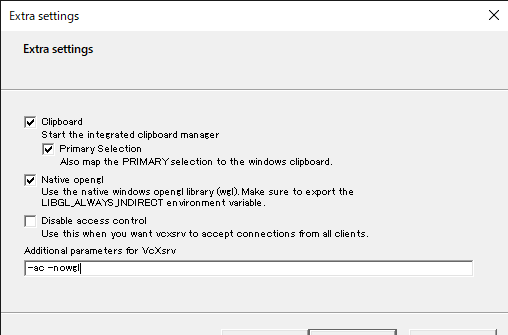 Extra settings
Extra settings
Clipboard
Start the integrated clipboard manager
Primary Selection
Also map the PRIMARY selection to the windows clipboard.
Native opengl
Use the native windows opengl library (wgl). Make sure to export the
LIBGL_ALWAYS_INDIRECT environment variable.
Disable access control
Use this when you want vcxsrv to accept connections from all clients.
Additional parameters for VcXsrv
-ac -nowgl